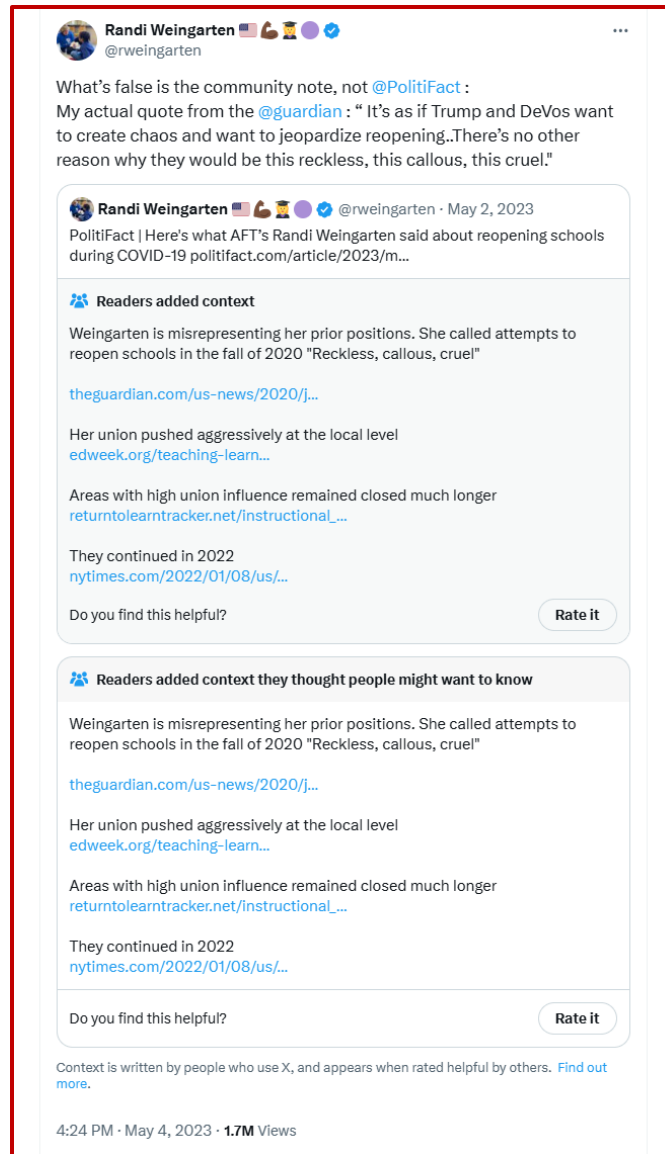 Randi Weingarten 🇺🇸💪🏿👩‍🎓🟣
@rweingarten
What’s false is the community note, not @PolitiFact :
My actual quote from the @guardian : “ It’s as if Trump and DeVos want
to create chaos and want to jeopardize reopening..There’s no other
reason why they would be this reckless, this callous, this cruel."
Randi Weingarten 🇺🇸💪🏿👩‍🎓🟣 @rweingarten · May 2, 2023
PolitiFact | Here's what AFT’s Randi Weingarten said about reopening schools
during COVID-19 politifact.com/article/2023/m...
Readers added context
Weingarten is misrepresenting her prior positions. She called attempts to
reopen schools in the fall of 2020 "Reckless, callous, cruel"
theguardian.com/us-news/2020/j...
Her union pushed aggressively at the local level
edweek.org/teaching-learn...
Areas with high union influence remained closed much longer
returntolearntracker.net/instructional_...
They continued in 2022
nytimes.com/2022/01/08/us/...
Do you find this helpful? Rate it
Readers added context they thought people might want to know
Weingarten is misrepresenting her prior positions. She called attempts to
reopen schools in the fall of 2020 "Reckless, callous, cruel"
theguardian.com/us-news/2020/j...
Her union pushed aggressively at the local level
edweek.org/teaching-learn...
Areas with high union influence remained closed much longer
returntolearntracker.net/instructional_...
They continued in 2022
nytimes.com/2022/01/08/us/...
Do you find this helpful? Rate it
Context is written by people who use X, and appears when rated helpful by others. Find out
more.
4:24 PM · May 4, 2023 · 1.7M Views